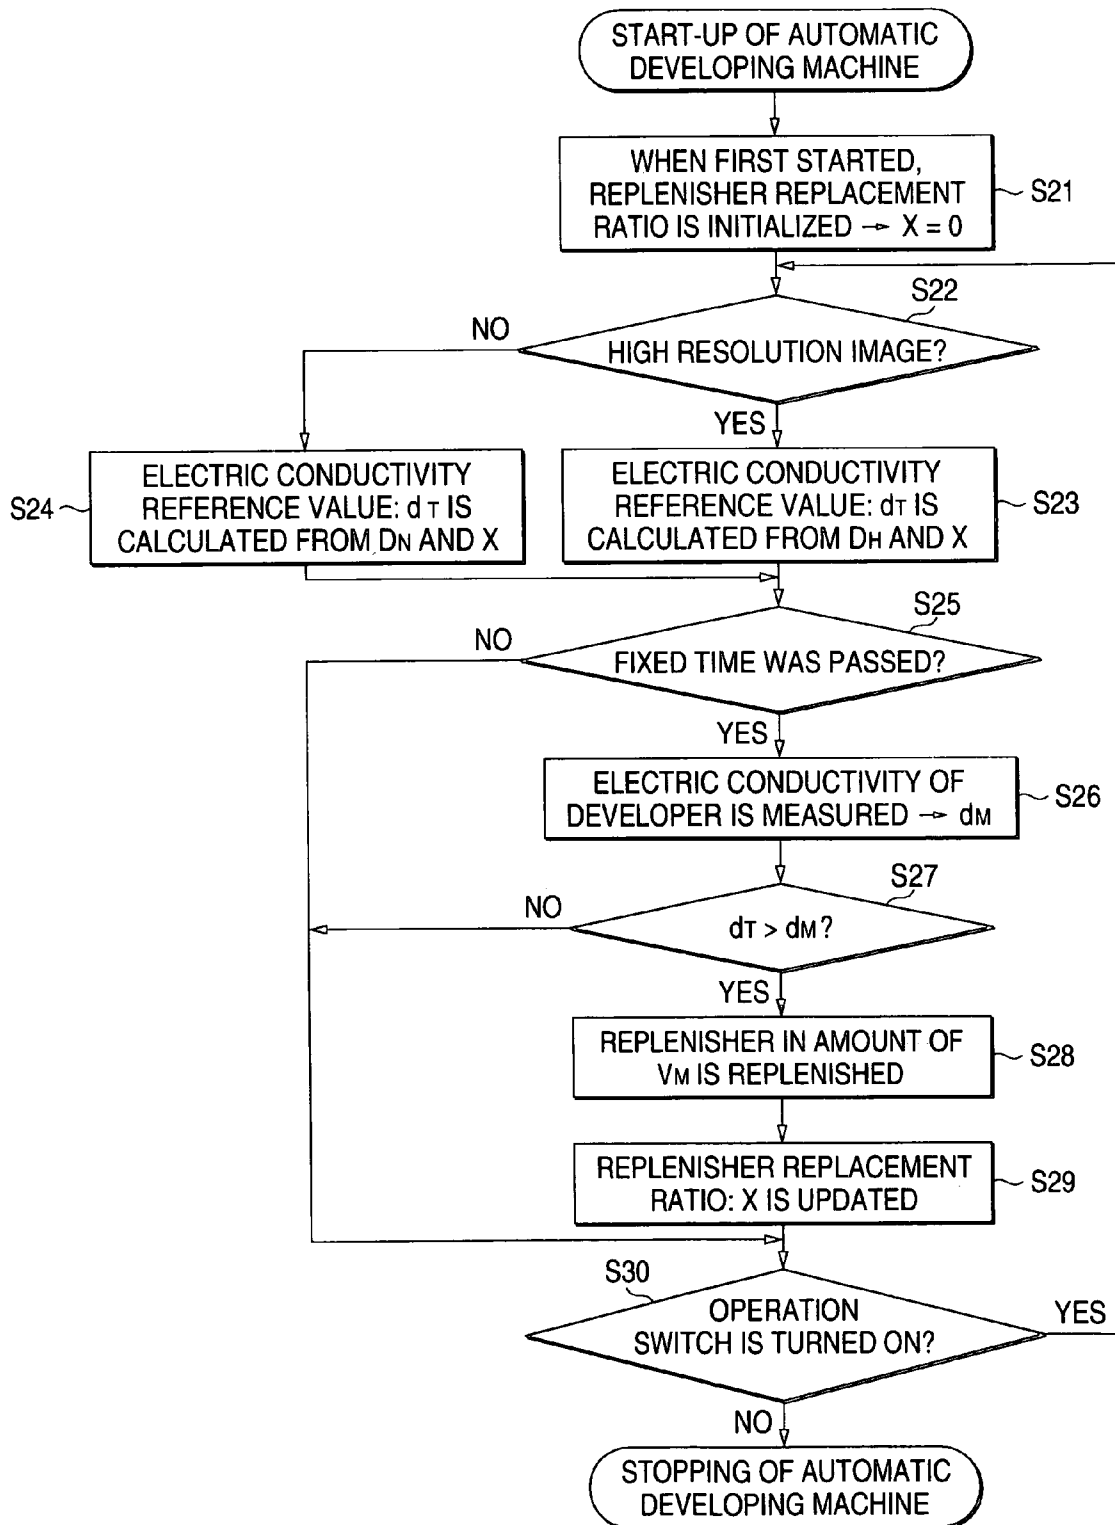 START-UP OF AUTOMATIC
DEVELOPING MACHINE
WHEN FIRST STARTED,
REPLENISHER REPLACEMENT
RATIO IS INITIALIZED → X = 0
S21
S22
NO
HIGH RESOLUTION IMAGE?
YES
S24
ELECTRIC CONDUCTIVITY
REFERENCE VALUE: dT IS
CALCULATED FROM DN AND X
ELECTRIC CONDUCTIVITY
REFERENCE VALUE: dT IS
CALCULATED FROM DH AND X
S23
S25
NO
FIXED TIME WAS PASSED?
YES
ELECTRIC CONDUCTIVITY OF
DEVELOPER IS MEASURED → dM
S26
S27
NO
dT > dM?
YES
REPLENISHER IN AMOUNT OF
VM IS REPLENISHED
S28
REPLENISHER REPLACEMENT
RATIO: X IS UPDATED
S29
S30
OPERATION
SWITCH IS TURNED ON?
YES
NO
STOPPING OF AUTOMATIC
DEVELOPING MACHINE